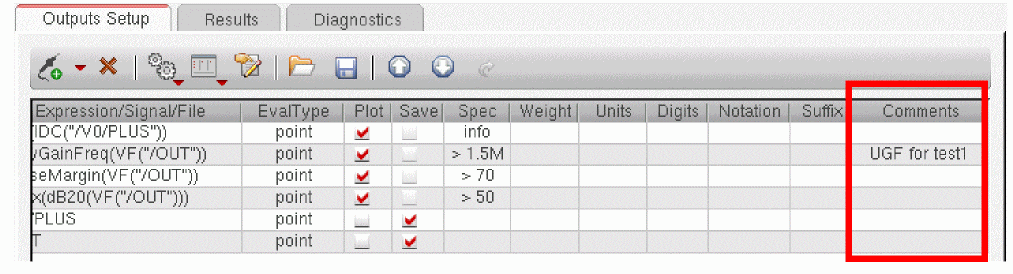 Outputs Setup Results Diagnostics
Expression/Signal/File EvalType Plot Save Spec Weight Units Digits Notation Suffix Comments
IDC("/V0/PLUS")) point info
yGainFreq(VF("/OUT")) point > 1.5M UGF for test1
seMargin(VF("/OUT")) point > 70
x(dB20(VF("/OUT"))) point > 50
PLUS point
T point